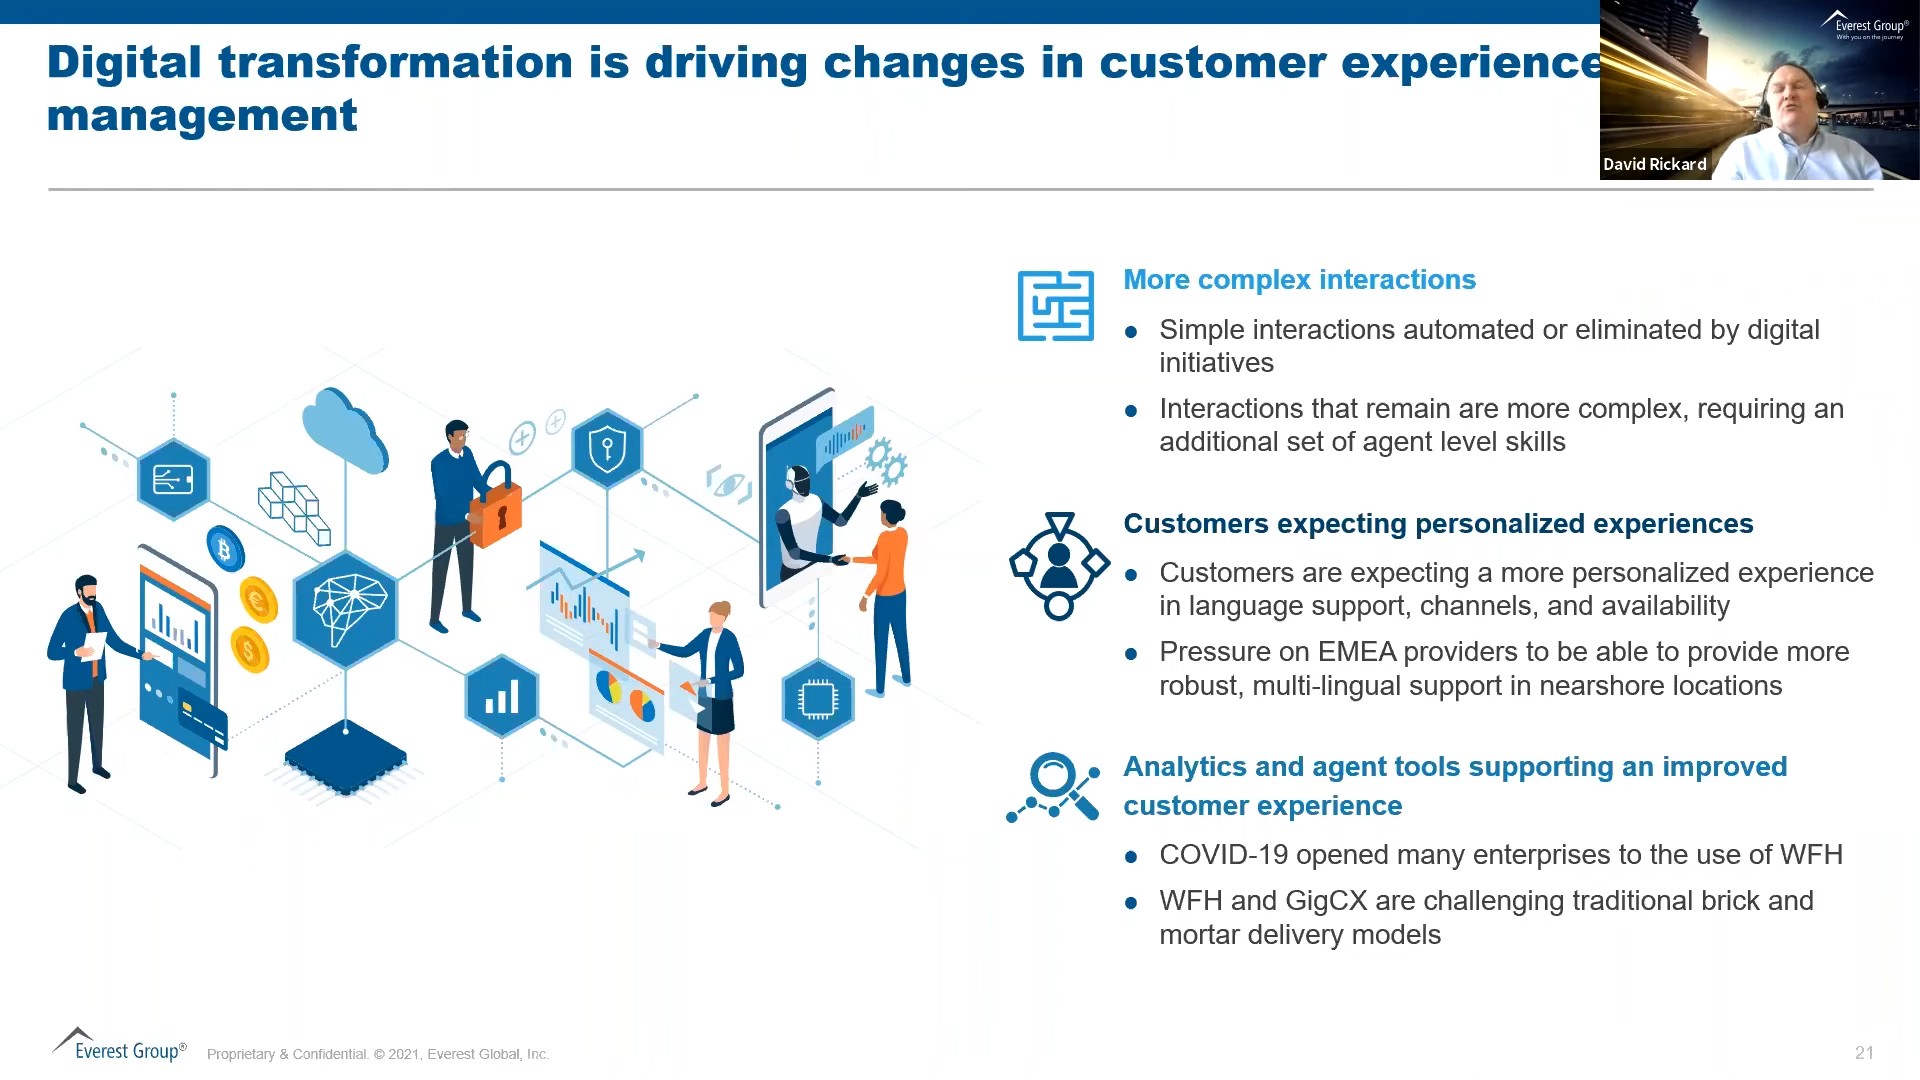 Digital transformation is driving changes in customer experience
management
Everest Group®
With you on the journey
David Rickard
More complex interactions
● Simple interactions automated or eliminated by digital
initiatives
● Interactions that remain are more complex, requiring an
additional set of agent level skills
Customers expecting personalized experiences
● Customers are expecting a more personalized experience
in language support, channels, and availability
● Pressure on EMEA providers to be able to provide more
robust, multi-lingual support in nearshore locations
Analytics and agent tools supporting an improved
customer experience
● COVID-19 opened many enterprises to the use of WFH
● WFH and GigCX are challenging traditional brick and
mortar delivery models
Everest Group®
Proprietary & Confidential. © 2021, Everest Global, Inc.
21